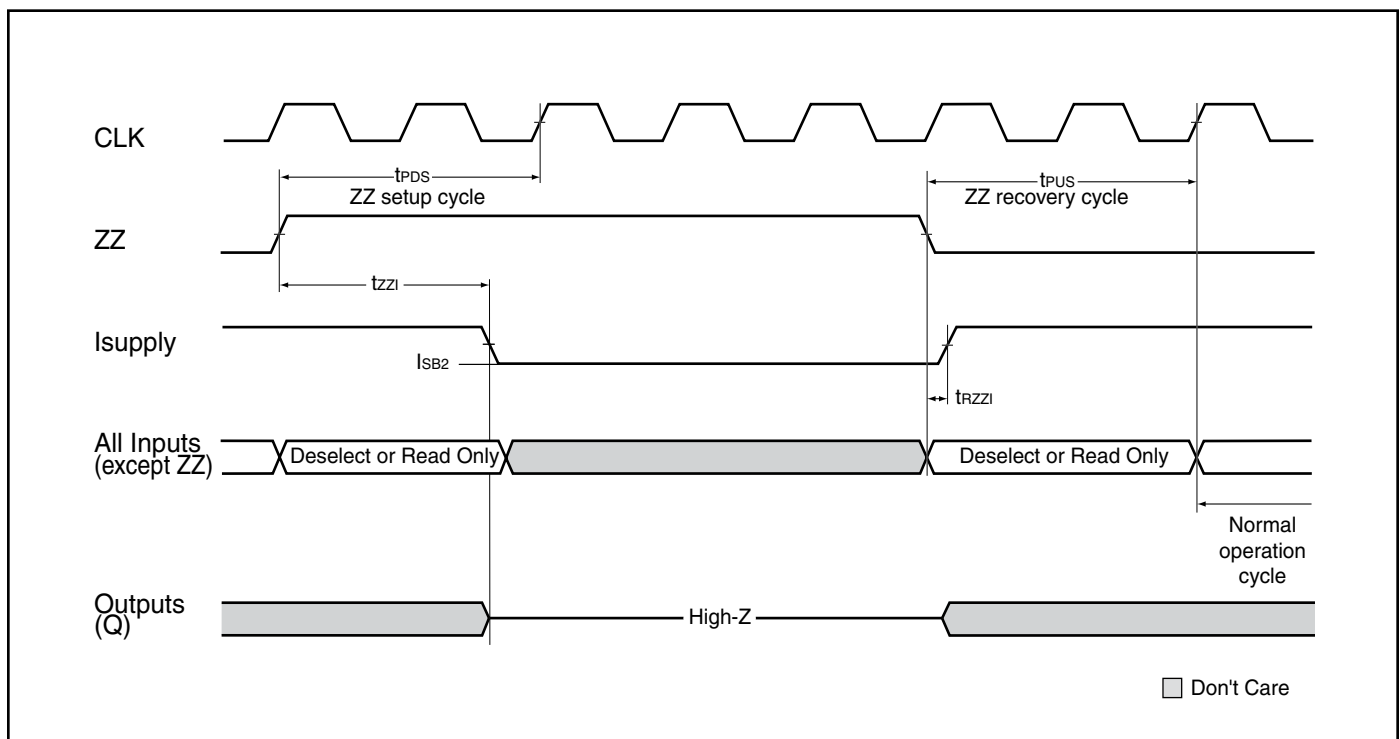 CLK
tPDS
ZZ setup cycle
tPUS
ZZ recovery cycle
ZZ
tZZI
Isupply
ISB2
tRZZI
All Inputs
(except ZZ)
Deselect or Read Only
Deselect or Read Only
Normal
operation
cycle
Outputs
(Q)
High-Z
Don't Care